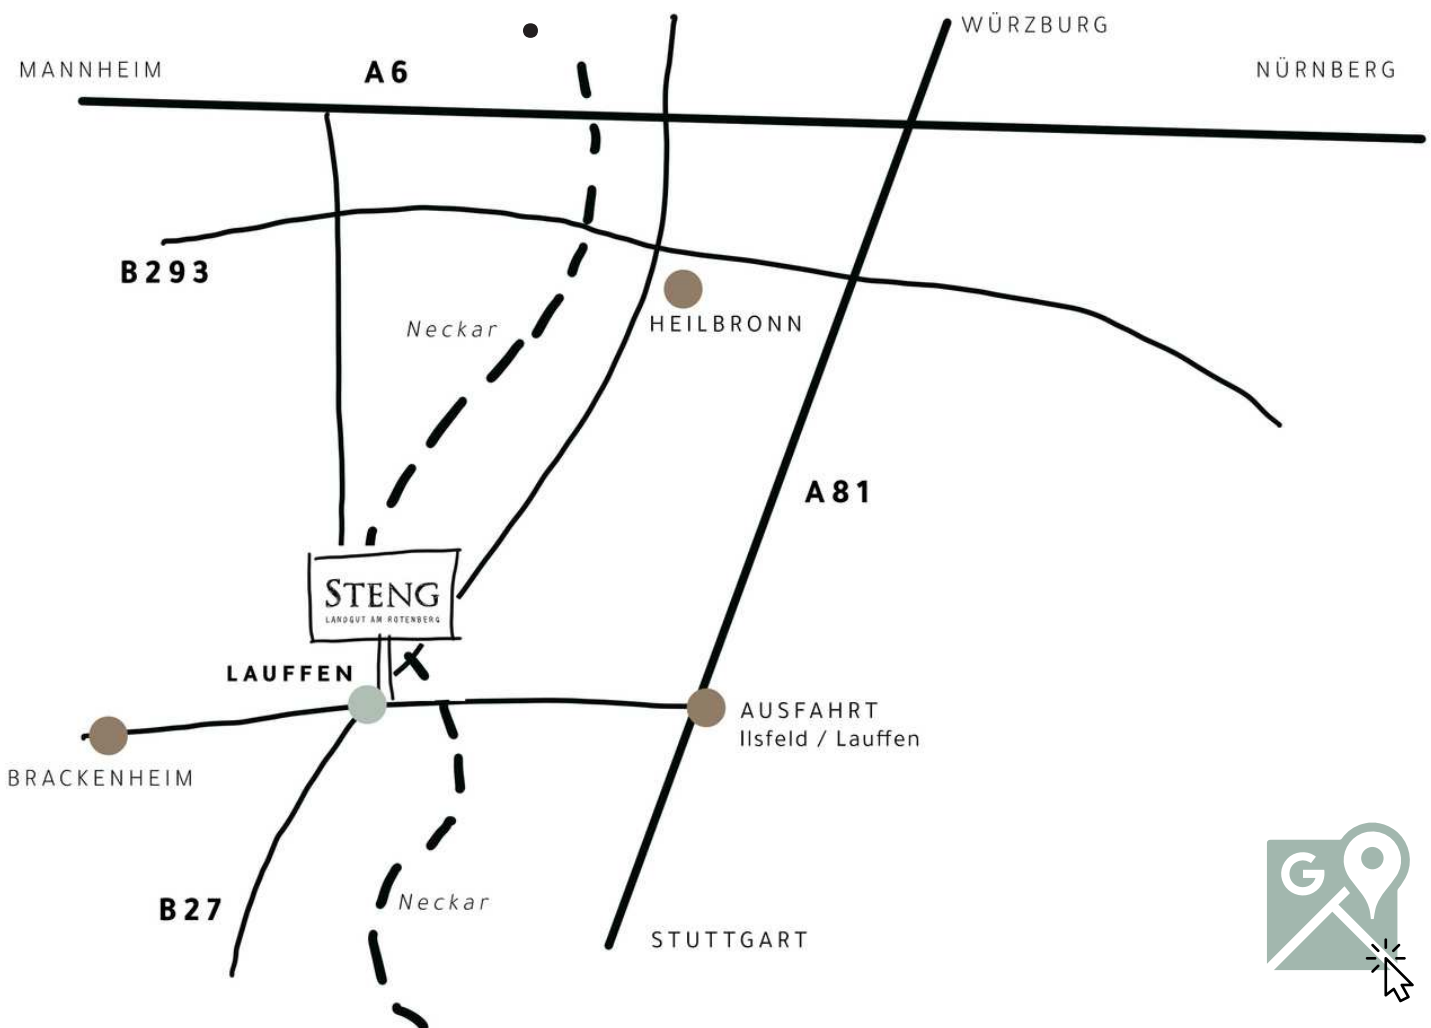 WÜRZBURG
MANNHEIM
A6
NÜRNBERG
B293
Neckar
HEILBRONN
A81
STENG
LANDGUT AM ROTENBERG
LAUFFEN
AUSFAHRT
Ilsfeld / Lauffen
BRACKENHEIM
B27
Neckar
STUTTGART
G